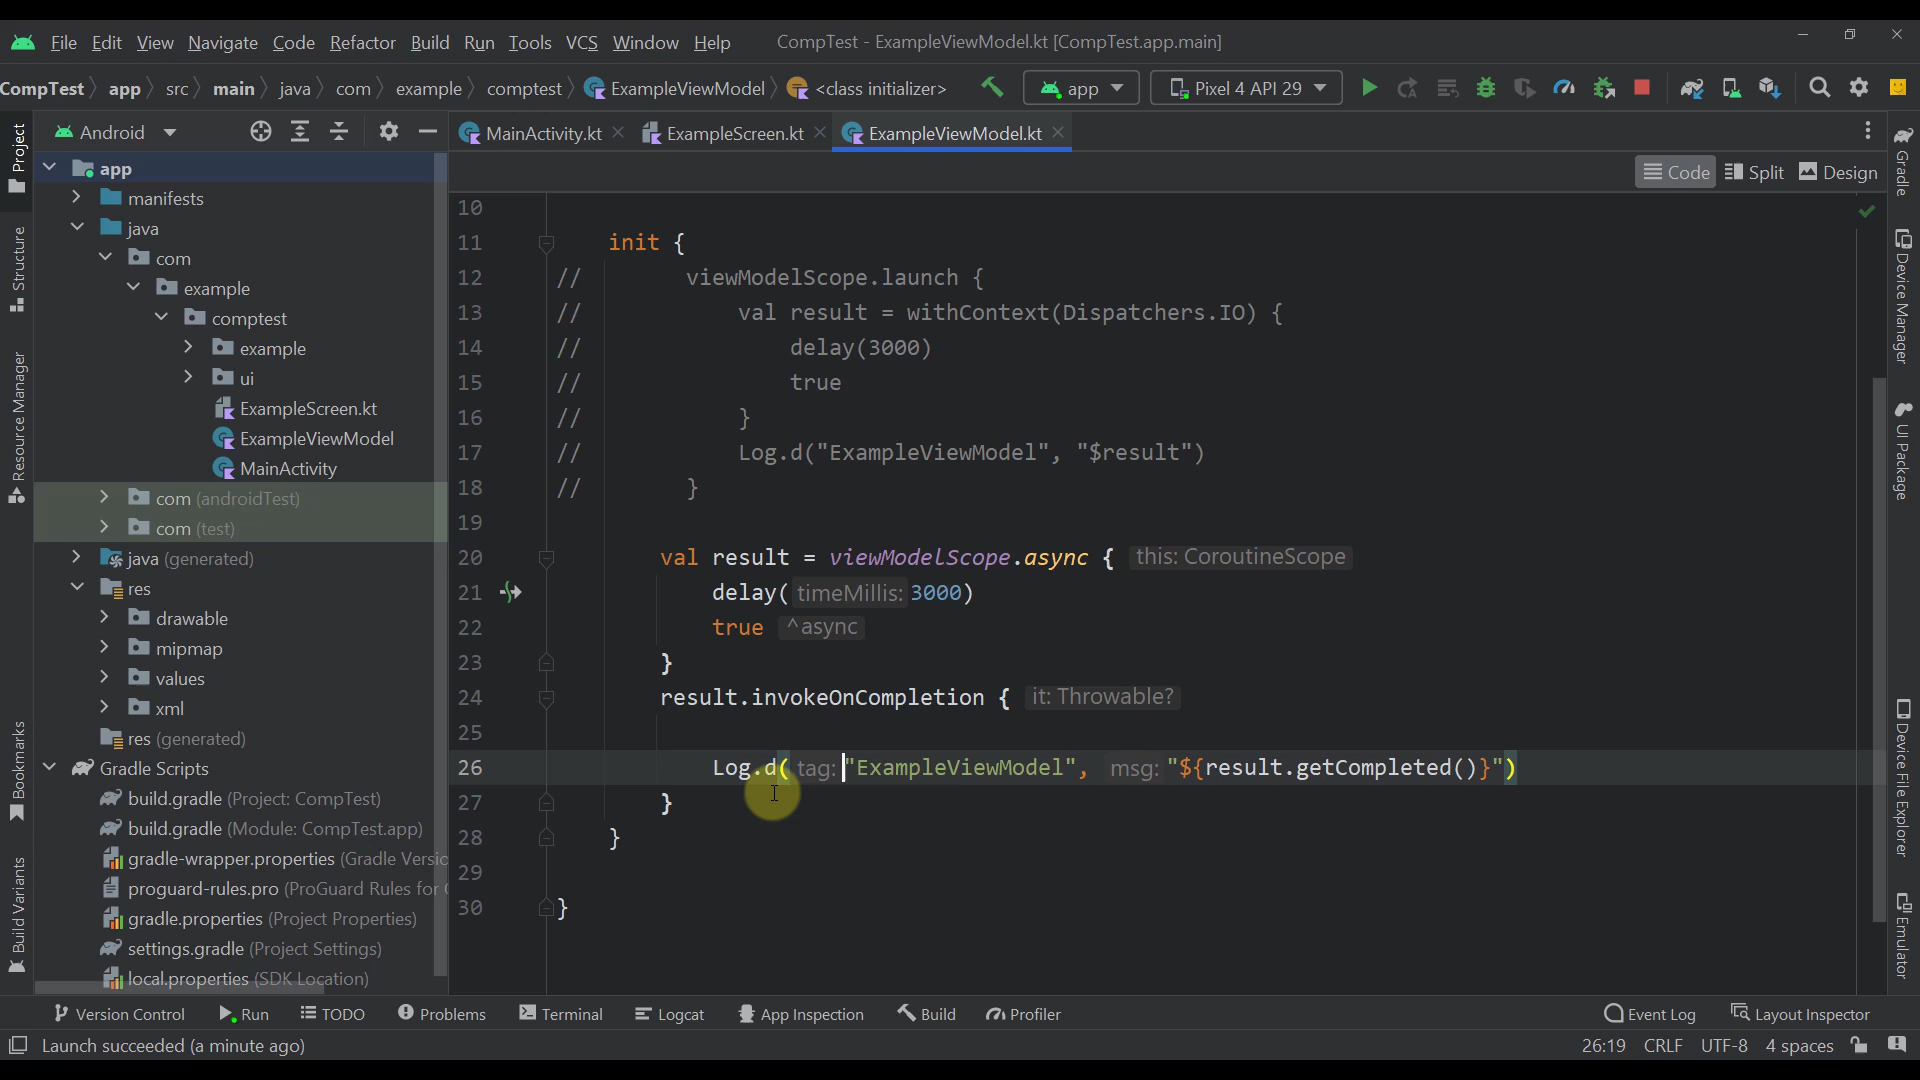 File Edit View Navigate Code Refactor Build Run Tools VCS Window Help CompTest - ExampleViewModel.kt [CompTest.app.main]
CompTest app src main java com example comptest ExampleViewModel <class initializer> app Pixel 4 API 29
Android MainActivity.kt ExampleScreen.kt ExampleViewModel.kt
Code Split Design
Project
Structure
Resource Manager
Bookmarks
Build Variants
app
manifests
java
com
example
comptest
example
ui
ExampleScreen.kt
ExampleViewModel
MainActivity
com (androidTest)
com (test)
java (generated)
res
drawable
mipmap
values
xml
res (generated)
Gradle Scripts
build.gradle (Project: CompTest)
build.gradle (Module: CompTest.app)
gradle-wrapper.properties (Gradle Versio
proguard-rules.pro (ProGuard Rules for
gradle.properties (Project Properties)
settings.gradle (Project Settings)
local.properties (SDK Location)
10
11 init {
12 // viewModelScope.launch {
13 // val result = withContext(Dispatchers.IO) {
14 // delay(3000)
15 // true
16 // }
17 // Log.d("ExampleViewModel", "$result")
18 // }
19
20 val result = viewModelScope.async { this: CoroutineScope
21 delay( timeMillis: 3000)
22 true ^async
23 }
24 result.invokeOnCompletion { it: Throwable?
25
26 Log.d( tag: "ExampleViewModel", msg: "${result.getCompleted()}")
27 }
28 }
29
30 }
Gradle
Device Manager
UI Package
Device File Explorer
Emulator
Version Control Run TODO Problems Terminal Logcat App Inspection Build Profiler Event Log Layout Inspector
Launch succeeded (a minute ago) 26:19 CRLF UTF-8 4 spaces